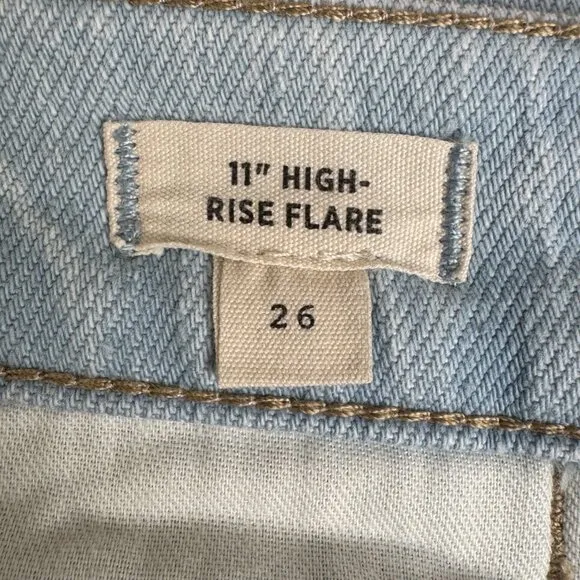 11" HIGH-
RISE FLARE
26